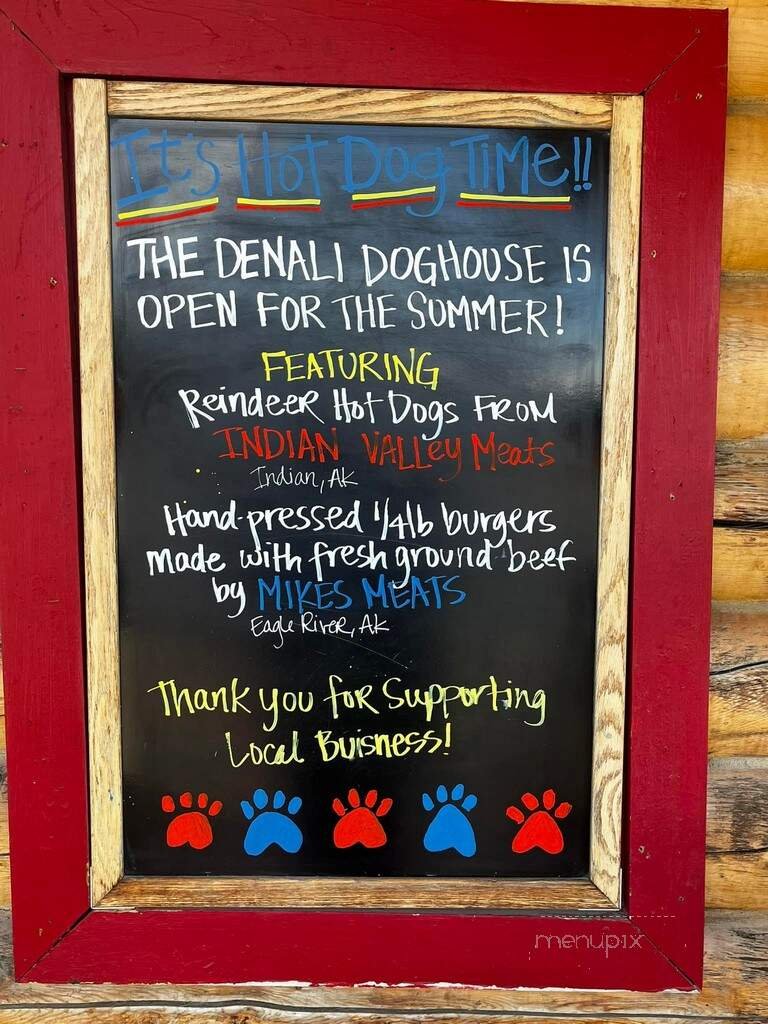 It's Hot Dog Time!!
THE DENALI DOGHOUSE IS
OPEN FOR THE SUMMER!
FEATURING
Reindeer Hot Dogs From
INDIAN VALLey Meats
Indian, AK
Hand-pressed 1/4lb burgers
made with fresh ground beef
by MIKES MEATS
Eagle River, AK
Thank you for Supporting
Local Buisness!
menupix